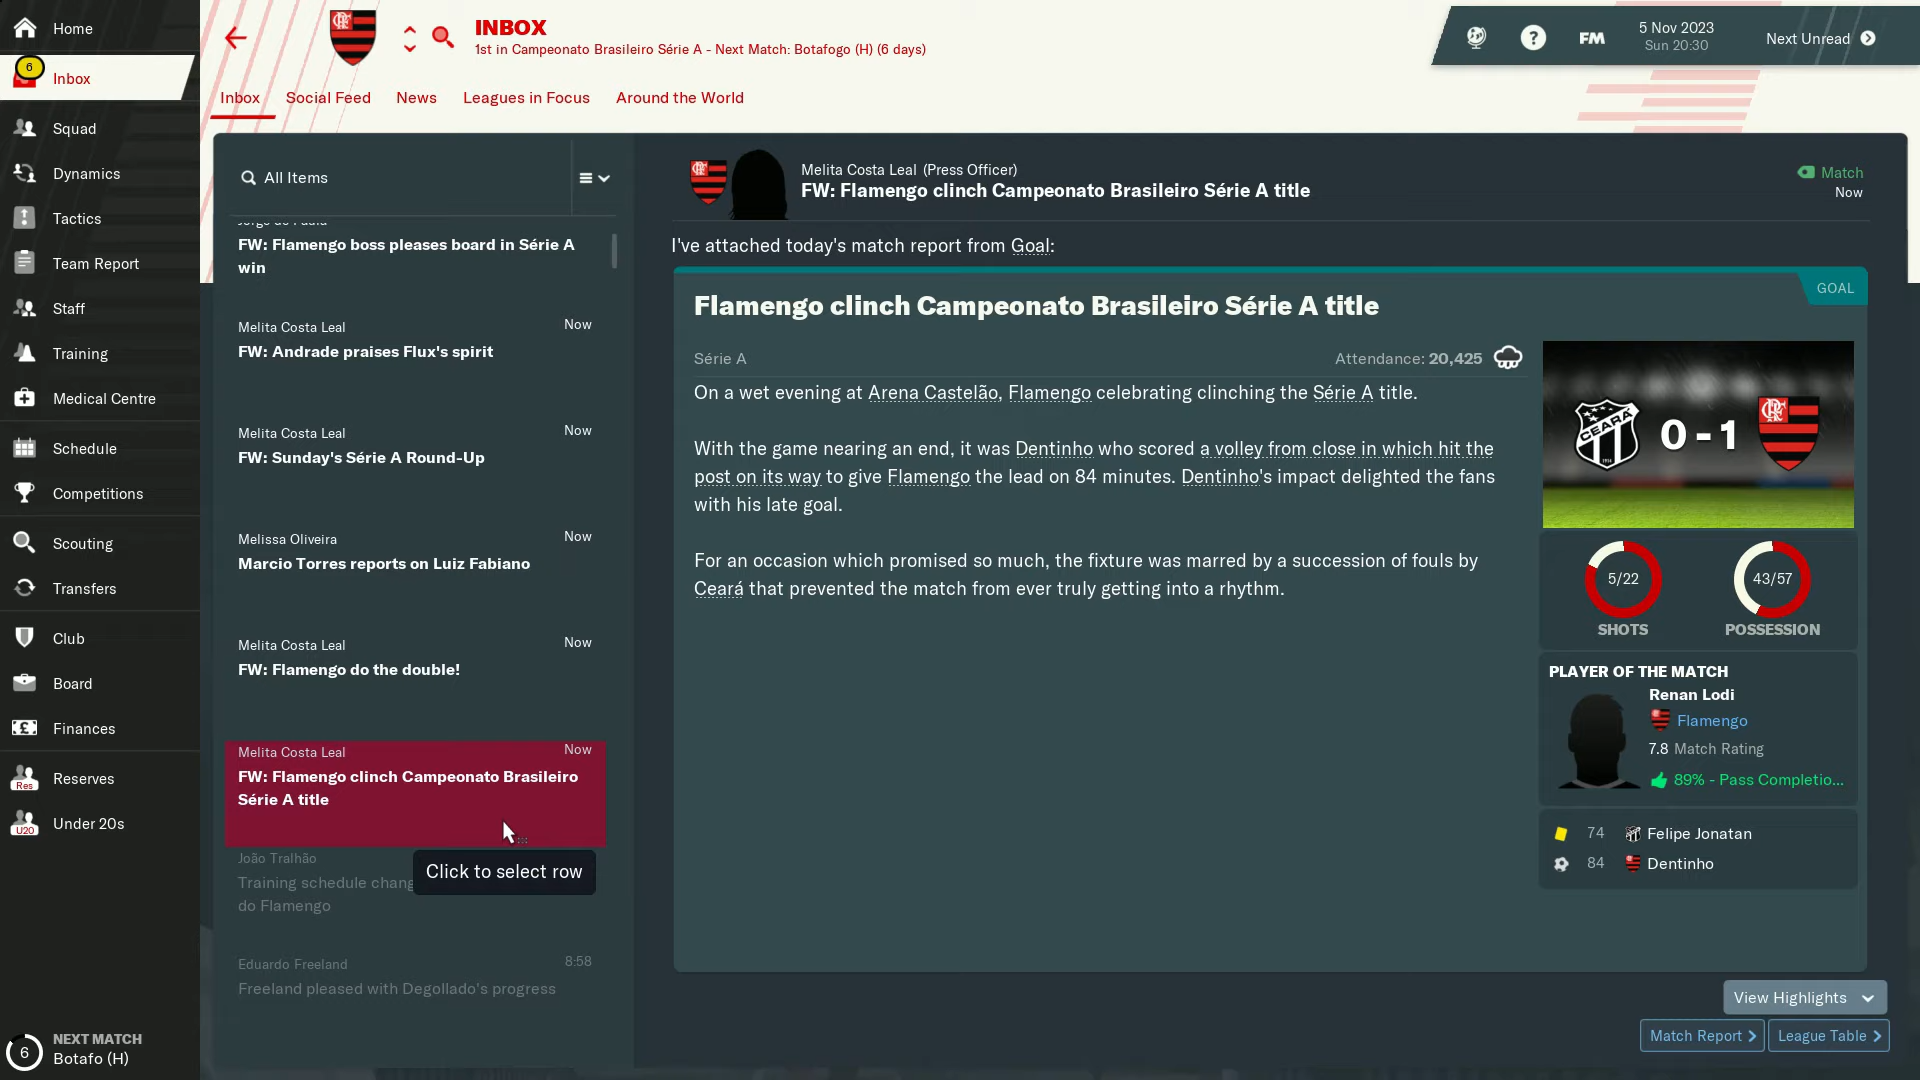 Home
6
Inbox
Squad
Dynamics
Tactics
Team Report
Staff
Training
Medical Centre
Schedule
Competitions
Scouting
Transfers
Club
Board
Finances
Res
Reserves
U20
Under 20s
6
NEXT MATCH
Botafo (H)
INBOX
1st in Campeonato Brasileiro Série A - Next Match: Botafogo (H) (6 days)
FM
5 Nov 2023
Sun 20:30
Next Unread
Inbox
Social Feed
News
Leagues in Focus
Around the World
All Items
Jorge de Paula
FW: Flamengo boss pleases board in Série A
win
Melita Costa Leal
Now
FW: Andrade praises Flux's spirit
Melita Costa Leal
Now
FW: Sunday's Série A Round-Up
Melissa Oliveira
Now
Marcio Torres reports on Luiz Fabiano
Melita Costa Leal
Now
FW: Flamengo do the double!
Melita Costa Leal
Now
FW: Flamengo clinch Campeonato Brasileiro
Série A title
João Tralhão
Training schedule chang
do Flamengo
Click to select row
Eduardo Freeland
8:58
Freeland pleased with Degollado's progress
Melita Costa Leal (Press Officer)
FW: Flamengo clinch Campeonato Brasileiro Série A title
Match
Now
I've attached today's match report from Goal:
GOAL
Flamengo clinch Campeonato Brasileiro Série A title
Série A
Attendance: 20,425
On a wet evening at Arena Castelão, Flamengo celebrating clinching the Série A title.
With the game nearing an end, it was Dentinho who scored a volley from close in which hit the
post on its way to give Flamengo the lead on 84 minutes. Dentinho's impact delighted the fans
with his late goal.
For an occasion which promised so much, the fixture was marred by a succession of fouls by
Ceará that prevented the match from ever truly getting into a rhythm.
CEARÁ
0 - 1
5/22
SHOTS
43/57
POSSESSION
PLAYER OF THE MATCH
Renan Lodi
Flamengo
7.8 Match Rating
89% - Pass Completio...
74 Felipe Jonatan
84 Dentinho
View Highlights
Match Report
League Table